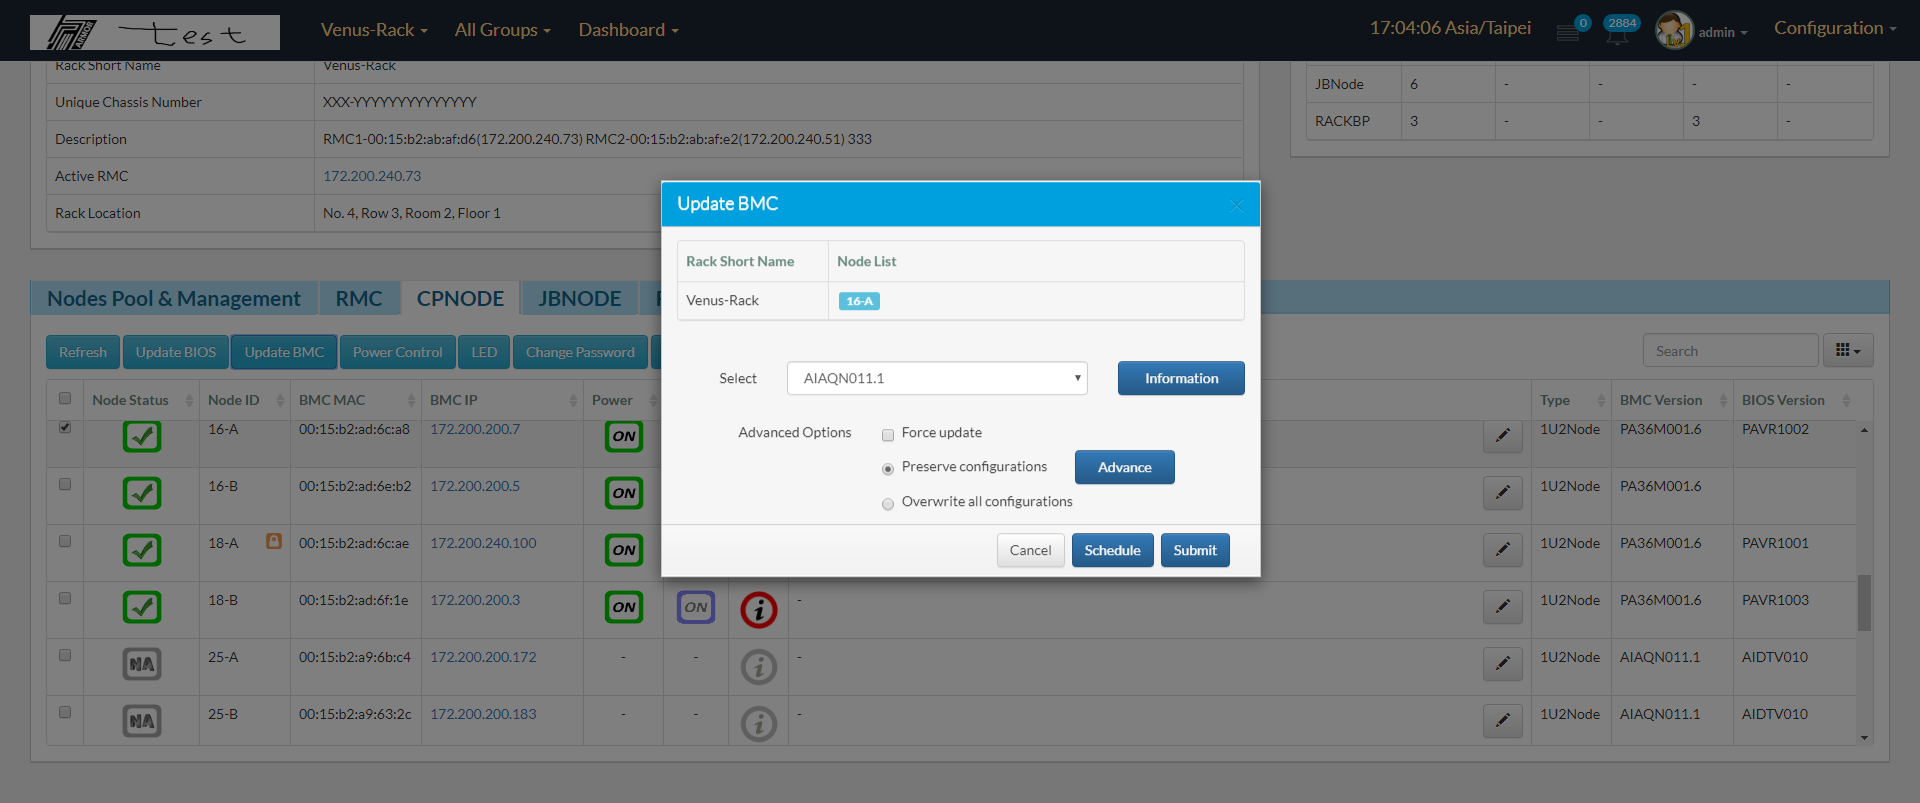 ARMOR test Venus-Rack All Groups Dashboard 17:04:06 Asia/Taipei 0 2884 admin Configuration
Rack Short Name Venus-Rack
Unique Chassis Number XXX-YYYYYYYYYYYYYY
Description RMC1-00:15:b2:ab:af:d6(172.200.240.73) RMC2-00:15:b2:ab:af:e2(172.200.240.51) 333
Active RMC 172.200.240.73
Rack Location No. 4, Row 3, Room 2, Floor 1
JBNode 6 - - - -
RACKBP 3 - - 3 -
Nodes Pool & Management RMC CPNODE JBNODE
Refresh Update BIOS Update BMC Power Control LED Change Password
Search
Node Status Node ID BMC MAC BMC IP Power Type BMC Version BIOS Version
16-A 00:15:b2:ad:6c:a8 172.200.200.7 ON 1U2Node PA36M001.6 PAVR1002
16-B 00:15:b2:ad:6e:b2 172.200.200.5 ON 1U2Node PA36M001.6
18-A 00:15:b2:ad:6c:ae 172.200.240.100 ON 1U2Node PA36M001.6 PAVR1001
18-B 00:15:b2:ad:6f:1e 172.200.200.3 ON ON i - 1U2Node PA36M001.6 PAVR1003
NA 25-A 00:15:b2:a9:6b:c4 172.200.200.172 - - i - 1U2Node AIAQN011.1 AIDTV010
NA 25-B 00:15:b2:a9:63:2c 172.200.200.183 - - i - 1U2Node AIAQN011.1 AIDTV010
Update BMC ×
Rack Short Name Node List
Venus-Rack 16-A
Select AIAQN011.1 Information
Advanced Options Force update
Preserve configurations Advance
Overwrite all configurations
Cancel Schedule Submit